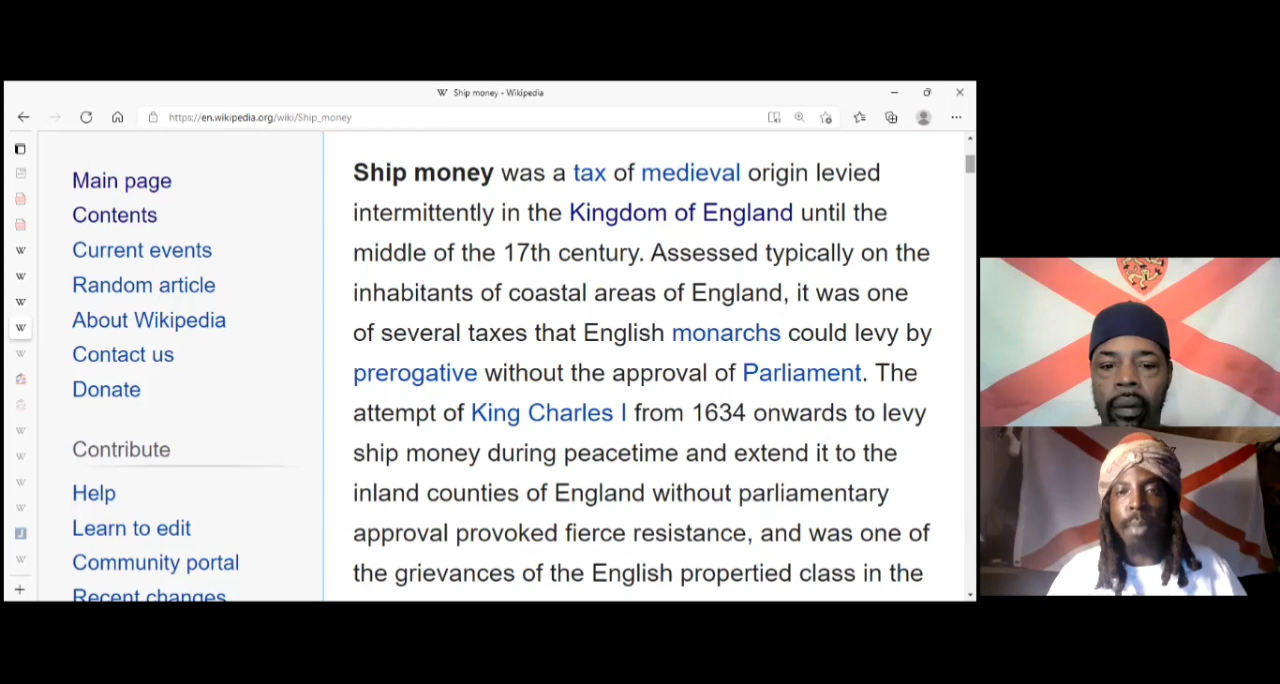 Ship money - Wikipedia
https://en.wikipedia.org/wiki/Ship_money
Main page
Contents
Current events
Random article
About Wikipedia
Contact us
Donate
Contribute
Help
Learn to edit
Community portal
Recent changes
Ship money was a tax of medieval origin levied
intermittently in the Kingdom of England until the
middle of the 17th century. Assessed typically on the
inhabitants of coastal areas of England, it was one
of several taxes that English monarchs could levy by
prerogative without the approval of Parliament. The
attempt of King Charles I from 1634 onwards to levy
ship money during peacetime and extend it to the
inland counties of England without parliamentary
approval provoked fierce resistance, and was one of
the grievances of the English propertied class in the